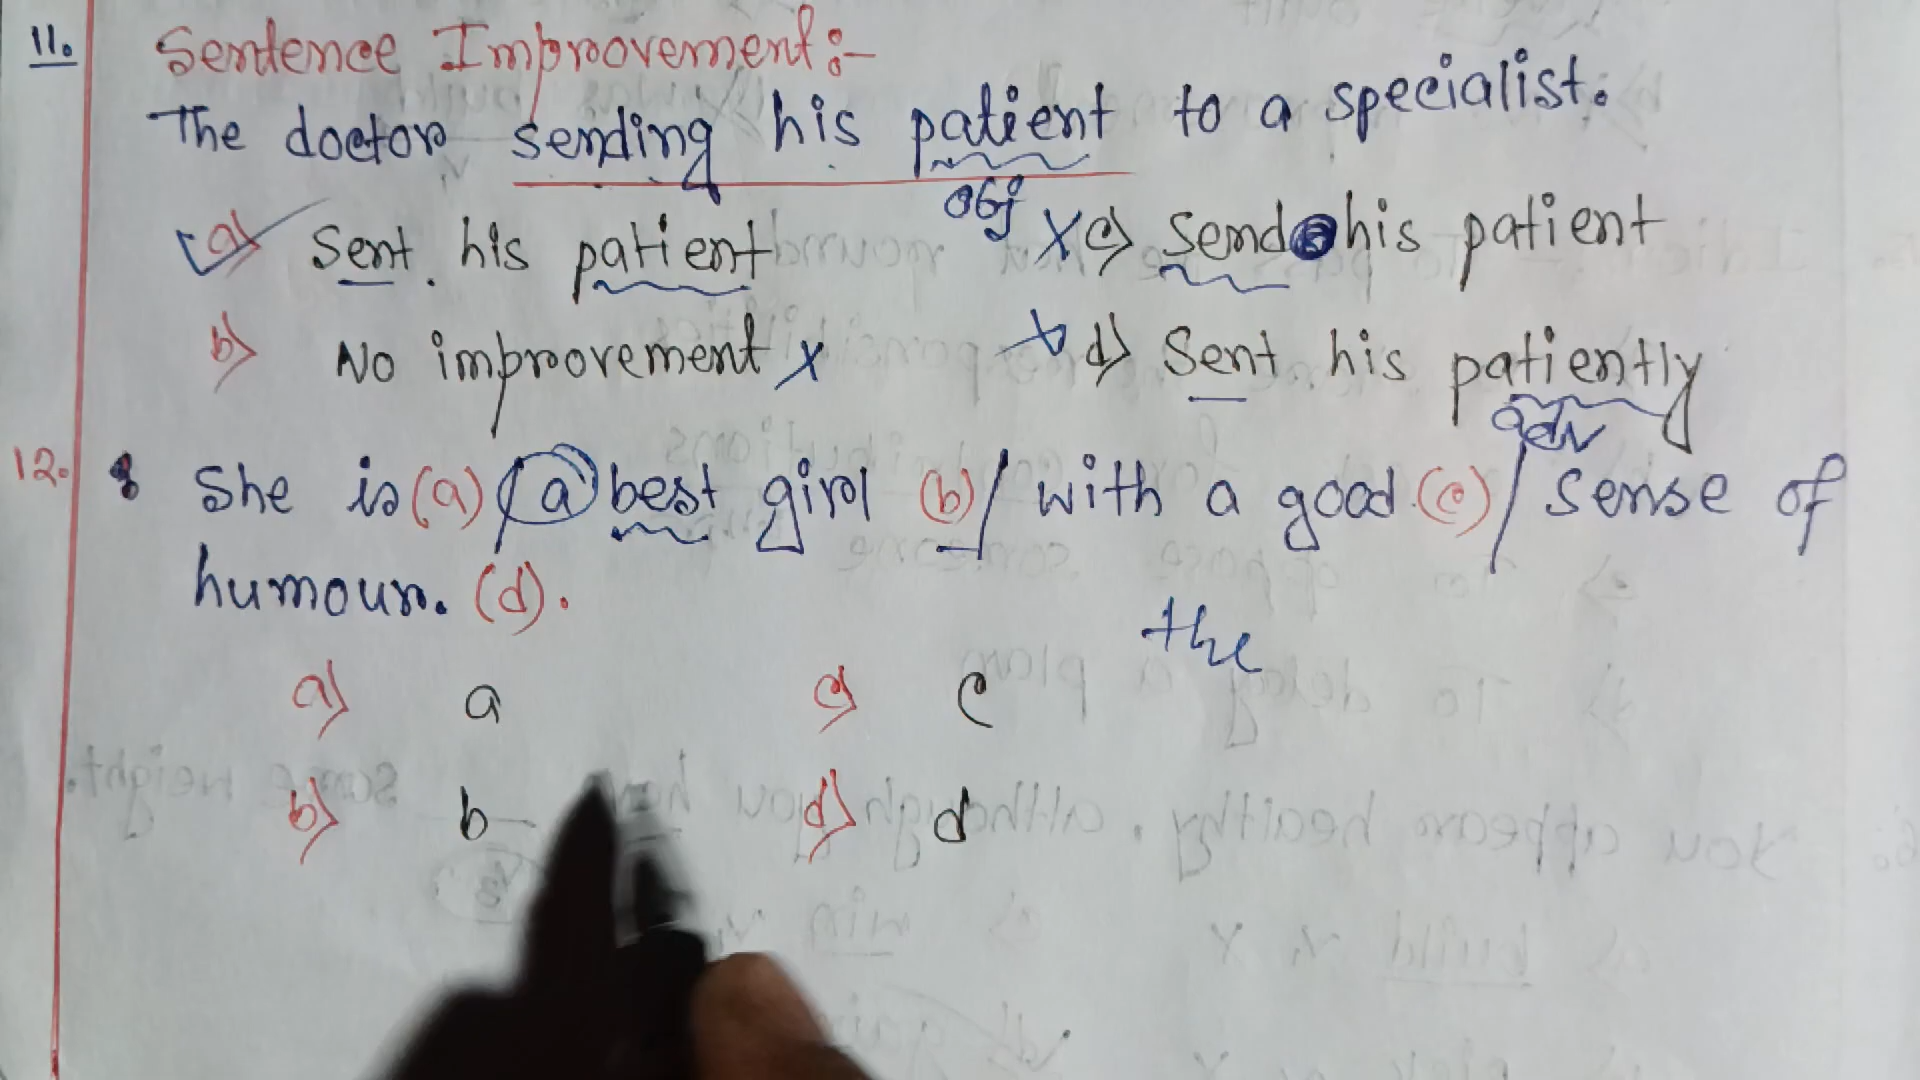 11. Sentence Improvement:-
The doctor sending his patient to a specialist.
obj
a) Sent his patient X c) send his patient
b) No improvement x x d) Sent his patiently
adv
12. She is (a) / a best girl (b) / with a good (c) / sense of
humour. (d).
the
a) a c) c
b) b d) d